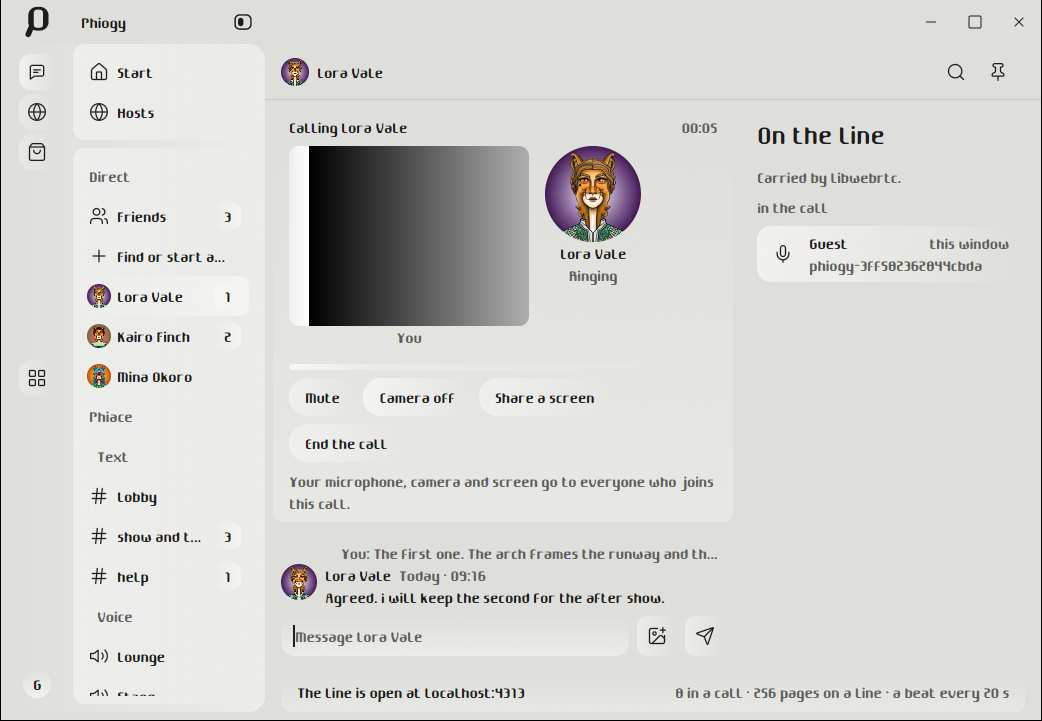 Phiogy
Start
Hosts
Direct
Friends 3
Find or start a...
Lora Vale 1
Kairo Finch 2
Mina Okoro
Phiace
Text
Lobby
show and t... 3
help 1
Voice
Lounge
G
Lora Vale
Calling Lora Vale 00:05
Lora Vale
Ringing
You
Mute Camera off Share a screen
End the call
Your microphone, camera and screen go to everyone who joins
this call.
You: The first one. The arch frames the runway and th...
Lora Vale Today · 09:16
Agreed. i will keep the second for the after show.
Message Lora Vale
On the Line
Carried by libwebrtc.
in the call
Guest this window
phiogy-3ff502362044cbda
The line is open at localhost:4313
0 in a call · 256 pages on a line · a beat every 20 s